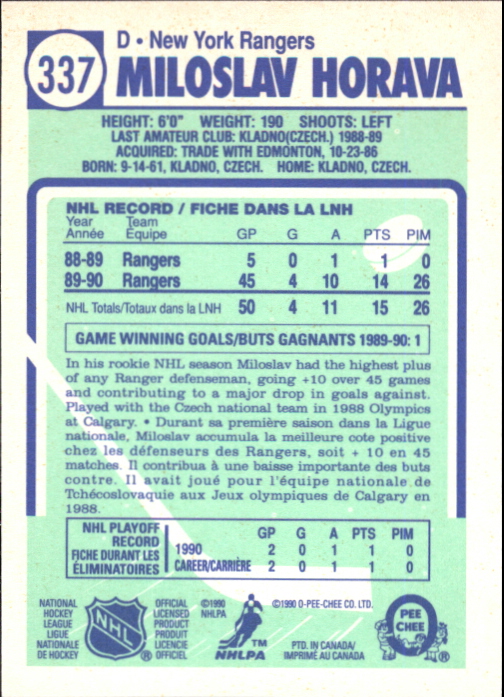 337
D • New York Rangers
MILOSLAV HORAVA
HEIGHT: 6'0" WEIGHT: 190 SHOOTS: LEFT
LAST AMATEUR CLUB: KLADNO(CZECH.) 1988-89
ACQUIRED: TRADE WITH EDMONTON, 10-23-86
BORN: 9-14-61, KLADNO, CZECH. HOME: KLADNO, CZECH.
NHL RECORD / FICHE DANS LA LNH
Year Team
Année Équipe GP G A PTS PIM
88-89 Rangers 5 0 1 1 0
89-90 Rangers 45 4 10 14 26
NHL Totals/Totaux dans la LNH 50 4 11 15 26
GAME WINNING GOALS/BUTS GAGNANTS 1989-90: 1
In his rookie NHL season Miloslav had the highest plus
of any Ranger defenseman, going +10 over 45 games
and contributing to a major drop in goals against.
Played with the Czech national team in 1988 Olympics
at Calgary. • Durant sa première saison dans la Ligue
nationale, Miloslav accumula la meilleure cote positive
chez les défenseurs des Rangers, soit + 10 en 45
matches. Il contribua à une baisse importante des buts
contre. Il avait joué pour l'équipe nationale de
Tchécoslovaquie aux Jeux olympiques de Calgary en
1988.
NHL PLAYOFF RECORD
FICHE DURANT LES ÉLIMINATOIRES
GP G A PTS PIM
1990 2 0 1 1 0
CAREER/CARRIÈRE 2 0 1 1 0
NATIONAL
HOCKEY
LEAGUE
LIGUE
NATIONALE
DE HOCKEY
NHL
®
OFFICIAL
LICENSED
PRODUCT
PRODUIT
LICENCIE
OFFICIEL
©1990
NHLPA
TM
NHLPA
©1990 O-PEE-CHEE CO. LTD.
PTD. IN CANADA/
IMPRIMÉ AU CANADA
PEE
CHEE
®